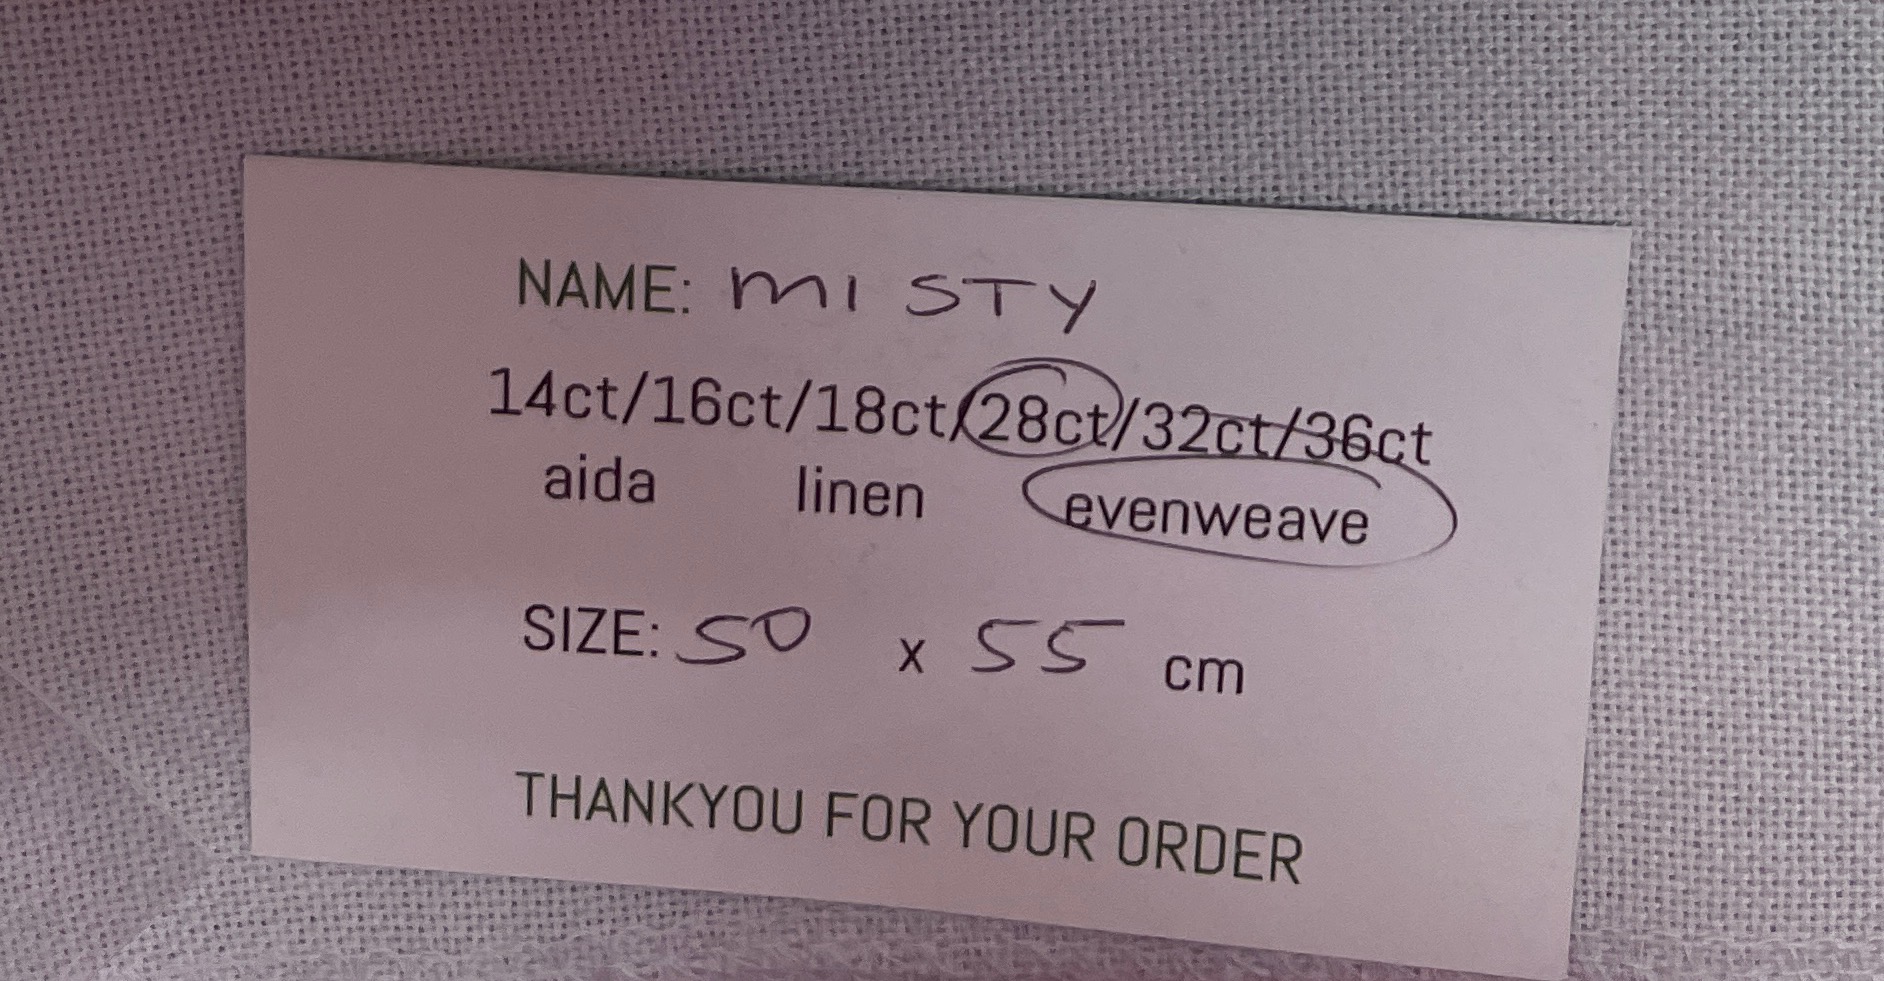 NAME: MISTY
14ct/16ct/18ct/28ct/32ct/36ct
aida linen evenweave
SIZE: 50 x 55 cm
THANKYOU FOR YOUR ORDER